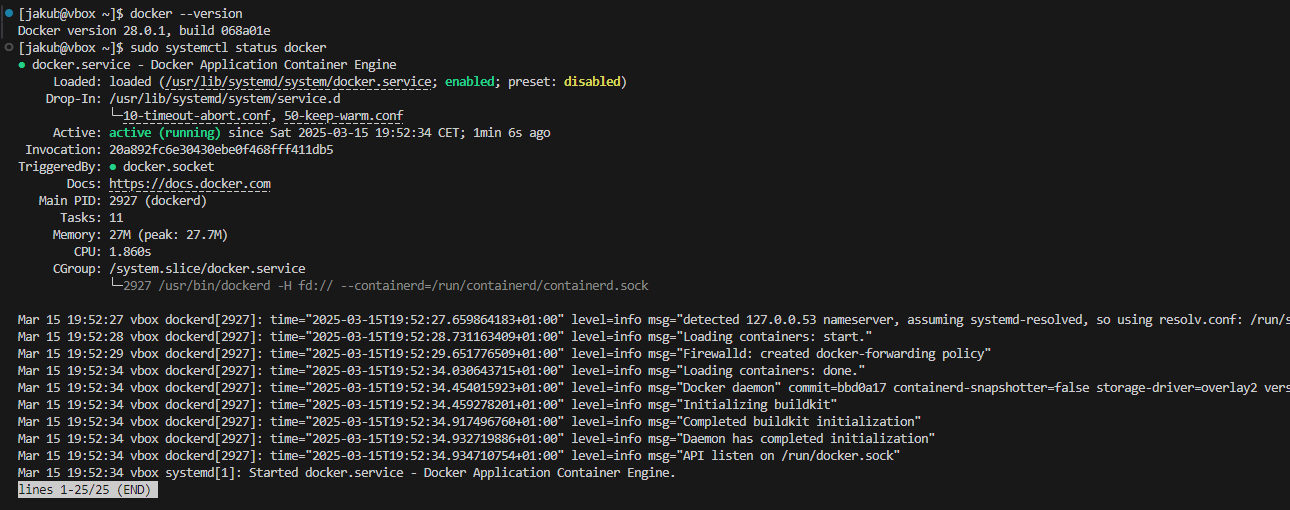 [jakub@vbox ~]$ docker --version
Docker version 28.0.1, build 068a01e
[jakub@vbox ~]$ sudo systemctl status docker
● docker.service - Docker Application Container Engine
     Loaded: loaded (/usr/lib/systemd/system/docker.service; enabled; preset: disabled)
    Drop-In: /usr/lib/systemd/system/service.d
             └─10-timeout-abort.conf, 50-keep-warm.conf
     Active: active (running) since Sat 2025-03-15 19:52:34 CET; 1min 6s ago
 Invocation: 20a892fc6e30430ebe0f468fff411db5
TriggeredBy: ● docker.socket
       Docs: https://docs.docker.com
   Main PID: 2927 (dockerd)
      Tasks: 11
     Memory: 27M (peak: 27.7M)
        CPU: 1.860s
     CGroup: /system.slice/docker.service
             └─2927 /usr/bin/dockerd -H fd:// --containerd=/run/containerd/containerd.sock
Mar 15 19:52:27 vbox dockerd[2927]: time="2025-03-15T19:52:27.659864183+01:00" level=info msg="detected 127.0.0.53 nameserver, assuming systemd-resolved, so using resolv.conf: /run/s
Mar 15 19:52:28 vbox dockerd[2927]: time="2025-03-15T19:52:28.731163409+01:00" level=info msg="Loading containers: start."
Mar 15 19:52:29 vbox dockerd[2927]: time="2025-03-15T19:52:29.651776509+01:00" level=info msg="Firewalld: created docker-forwarding policy"
Mar 15 19:52:34 vbox dockerd[2927]: time="2025-03-15T19:52:34.030643715+01:00" level=info msg="Loading containers: done."
Mar 15 19:52:34 vbox dockerd[2927]: time="2025-03-15T19:52:34.454015923+01:00" level=info msg="Docker daemon" commit=bbd0a17 containerd-snapshotter=false storage-driver=overlay2 vers
Mar 15 19:52:34 vbox dockerd[2927]: time="2025-03-15T19:52:34.459278201+01:00" level=info msg="Initializing buildkit"
Mar 15 19:52:34 vbox dockerd[2927]: time="2025-03-15T19:52:34.917496760+01:00" level=info msg="Completed buildkit initialization"
Mar 15 19:52:34 vbox dockerd[2927]: time="2025-03-15T19:52:34.932719886+01:00" level=info msg="Daemon has completed initialization"
Mar 15 19:52:34 vbox dockerd[2927]: time="2025-03-15T19:52:34.934710754+01:00" level=info msg="API listen on /run/docker.sock"
Mar 15 19:52:34 vbox systemd[1]: Started docker.service - Docker Application Container Engine.
lines 1-25/25 (END)